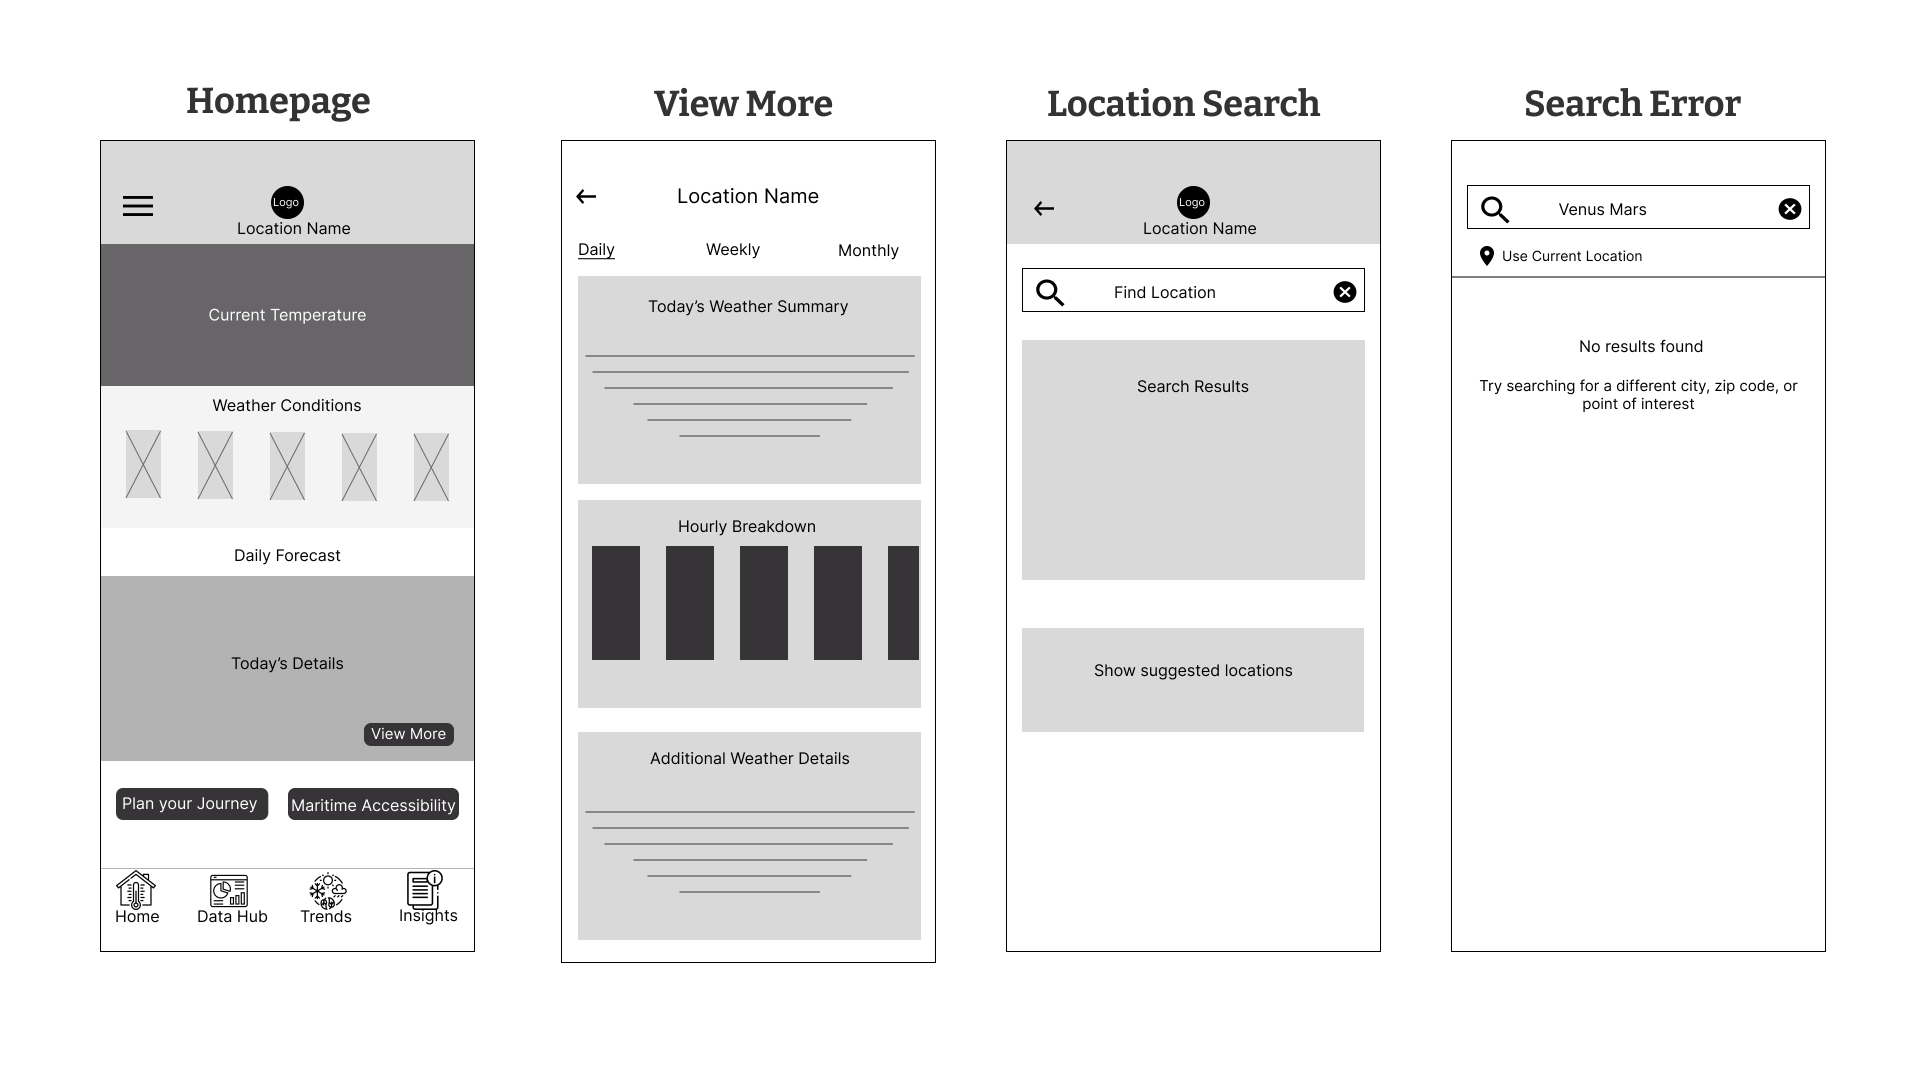 Homepage
Logo
Location Name
Current Temperature
Weather Conditions
Daily Forecast
Today’s Details
View More
Plan your Journey
Maritime Accessibility
Home
Data Hub
Trends
Insights
View More
Location Name
Daily
Weekly
Monthly
Today’s Weather Summary
Hourly Breakdown
Additional Weather Details
Location Search
Logo
Location Name
Find Location
Search Results
Show suggested locations
Search Error
Venus Mars
Use Current Location
No results found
Try searching for a different city, zip code, or
point of interest